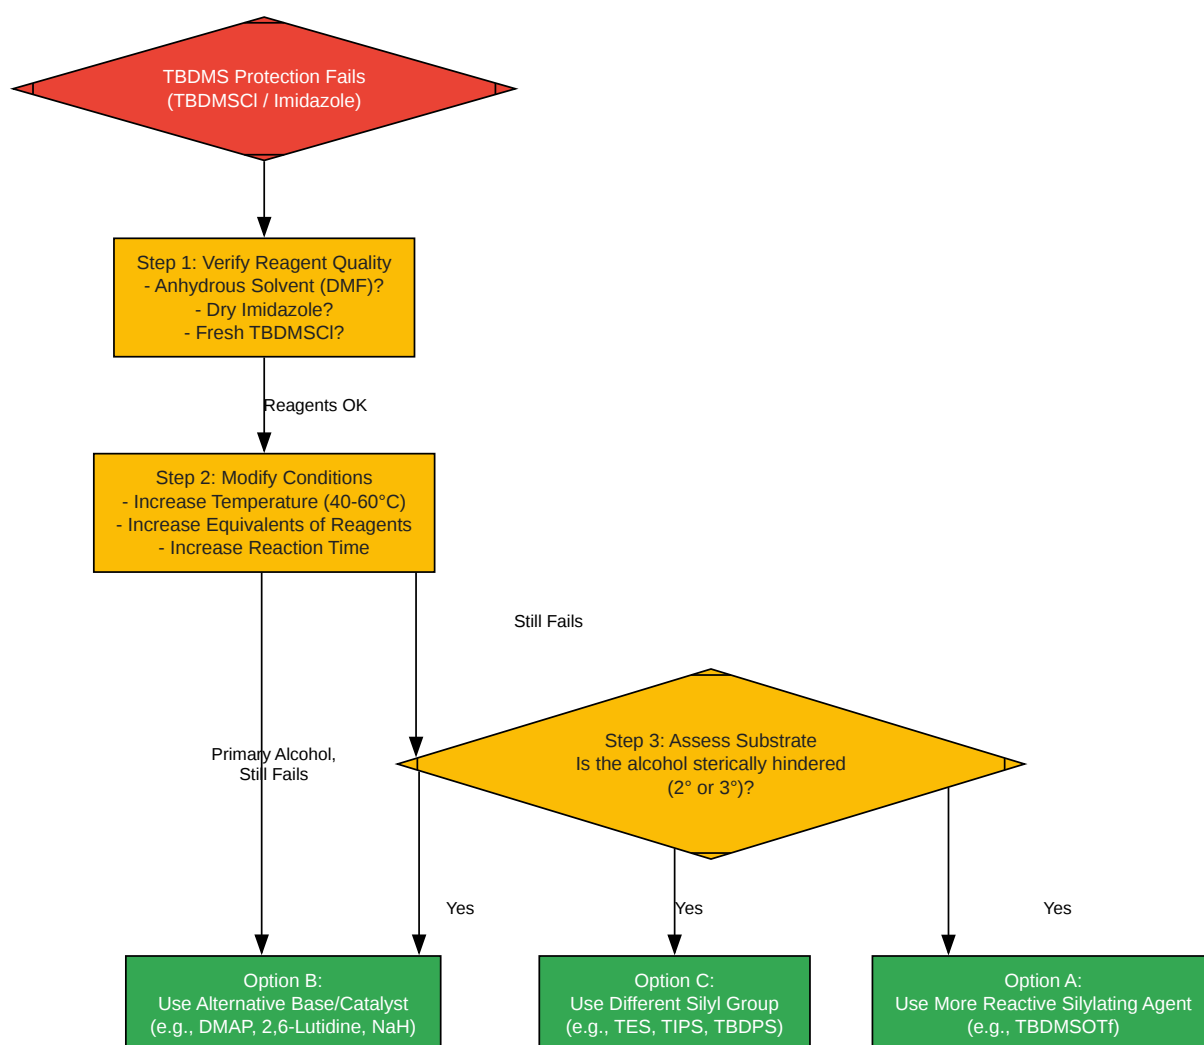 TBDMS Protection Fails
(TBDMSCl / Imidazole)
Step 1: Verify Reagent Quality
- Anhydrous Solvent (DMF)?
- Dry Imidazole?
- Fresh TBDMSCl?
Reagents OK
Step 2: Modify Conditions
- Increase Temperature (40-60°C)
- Increase Equivalents of Reagents
- Increase Reaction Time
Still Fails
Primary Alcohol,
Still Fails
Step 3: Assess Substrate
Is the alcohol sterically hindered
(2° or 3°)?
Yes
Yes
Yes
Option B:
Use Alternative Base/Catalyst
(e.g., DMAP, 2,6-Lutidine, NaH)
Option C:
Use Different Silyl Group
(e.g., TES, TIPS, TBDPS)
Option A:
Use More Reactive Silylating Agent
(e.g., TBDMSOTf)